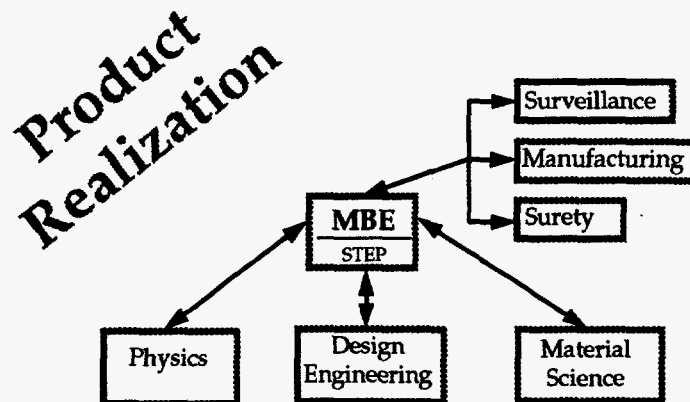 Product
Realization
Surveillance
Manufacturing
Surety
MBE
STEP
Physics
Design
Engineering
Material
Science